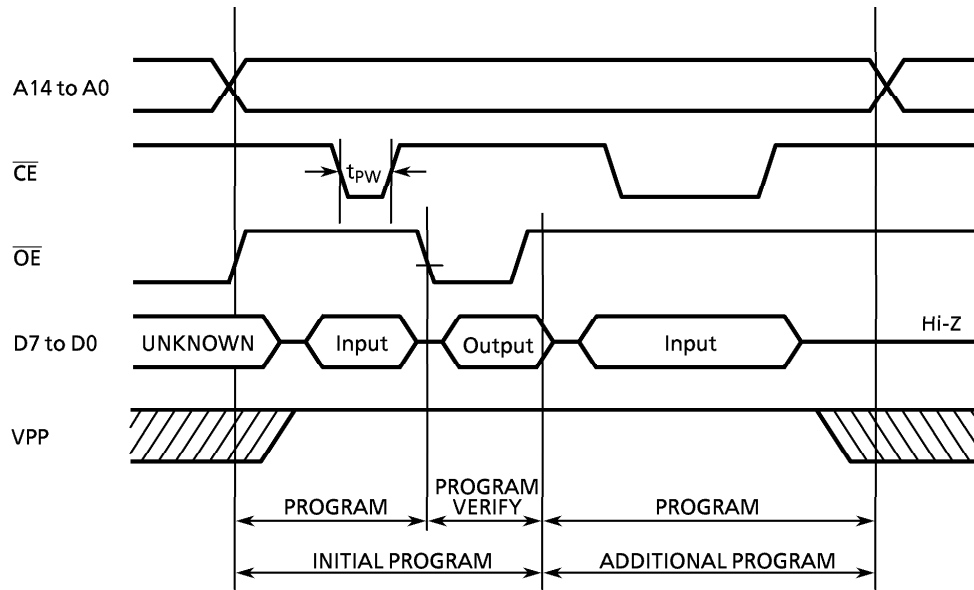 A14 to A0
CE
tPW
OE
D7 to D0
UNKNOWN
Input
Output
Input
Hi-Z
VPP
PROGRAM
PROGRAM
VERIFY
PROGRAM
INITIAL PROGRAM
ADDITIONAL PROGRAM